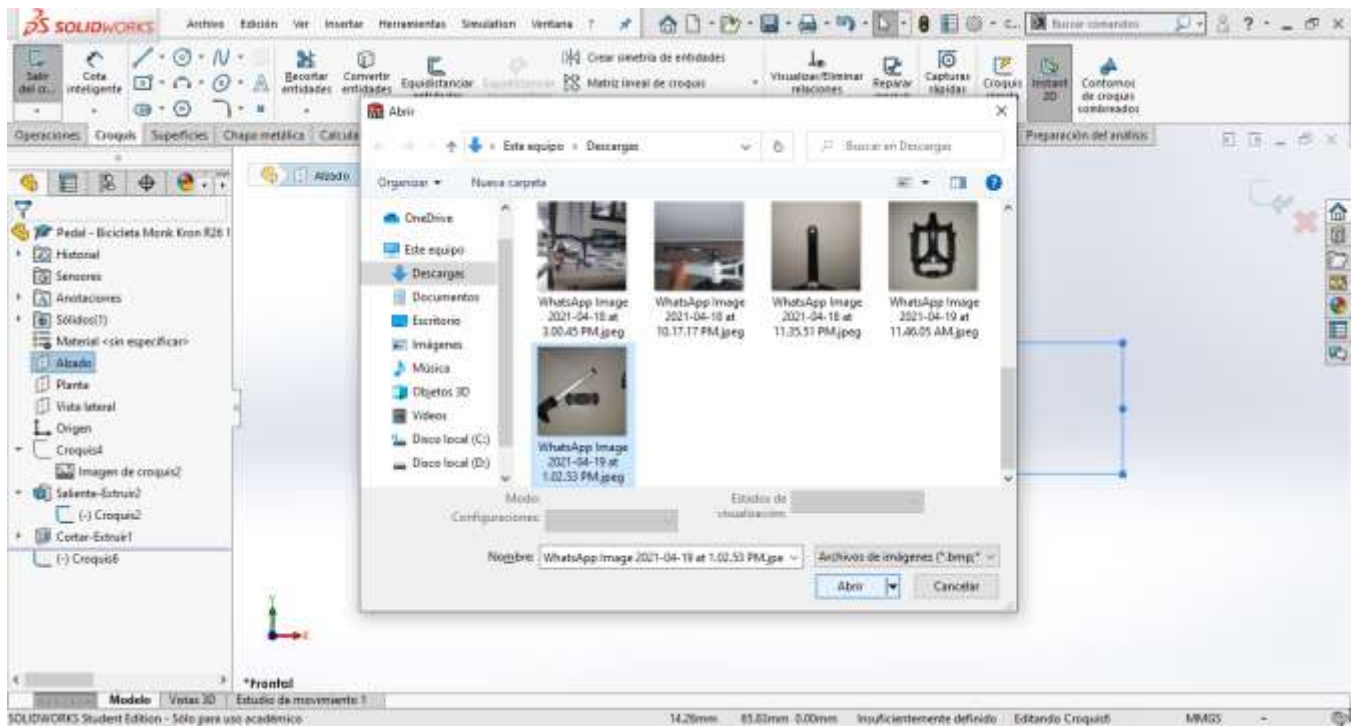 SOLIDWORKS
Archivo Edición Ver Insertar Herramientas Simulation Ventana ?
Buscar comandos
Cota inteligente
Recortar entidades
Convertir entidades
Equidistanciar
Crear simetría de entidades
Matriz lineal de croquis
Visualizar/Eliminar relaciones
Reparar
Capturas rápidas
Croquis
Instant 2D
Contornos de croquis sombreados
Operaciones Croquis Superficies Chapa metálica
Preparación del análisis
Alzado
Pedal - Bicicleta Monk Kron R26
Historial
Sensores
Anotaciones
Sólidos(1)
Material <sin especificar>
Alzado
Planta
Vista lateral
Origen
Croquis4
Imagen de croquis2
Saliente-Extruir2
(-) Croquis2
Cortar-Extruir1
(-) Croquis6
Abrir
Este equipo
Descargas
Buscar en Descargas
Organizar
Nueva carpeta
OneDrive
Este equipo
Descargas
Documentos
Escritorio
Imágenes
Música
Objetos 3D
Vídeos
Disco local (C:)
Disco local (D:)
WhatsApp Image 2021-04-18 at 3.00.45 PM.jpeg
WhatsApp Image 2021-04-18 at 10.17.17 PM.jpeg
WhatsApp Image 2021-04-18 at 11.35.51 PM.jpeg
WhatsApp Image 2021-04-19 at 11.46.05 AM.jpeg
WhatsApp Image 2021-04-19 at 1.02.53 PM.jpeg
Modo:
Configuraciones:
Estados de visualización:
Nombre: WhatsApp Image 2021-04-19 at 1.02.53 PM.jpe
Archivos de imágenes (*.bmp;*
Abrir
Cancelar
Y
X
*Frontal
Modelo Vistas 3D Estudio de movimiento 1
SOLIDWORKS Student Edition - Sólo para uso académico
14.26mm 0.00mm Insuficientemente definido Editando Croquis6 MMGS